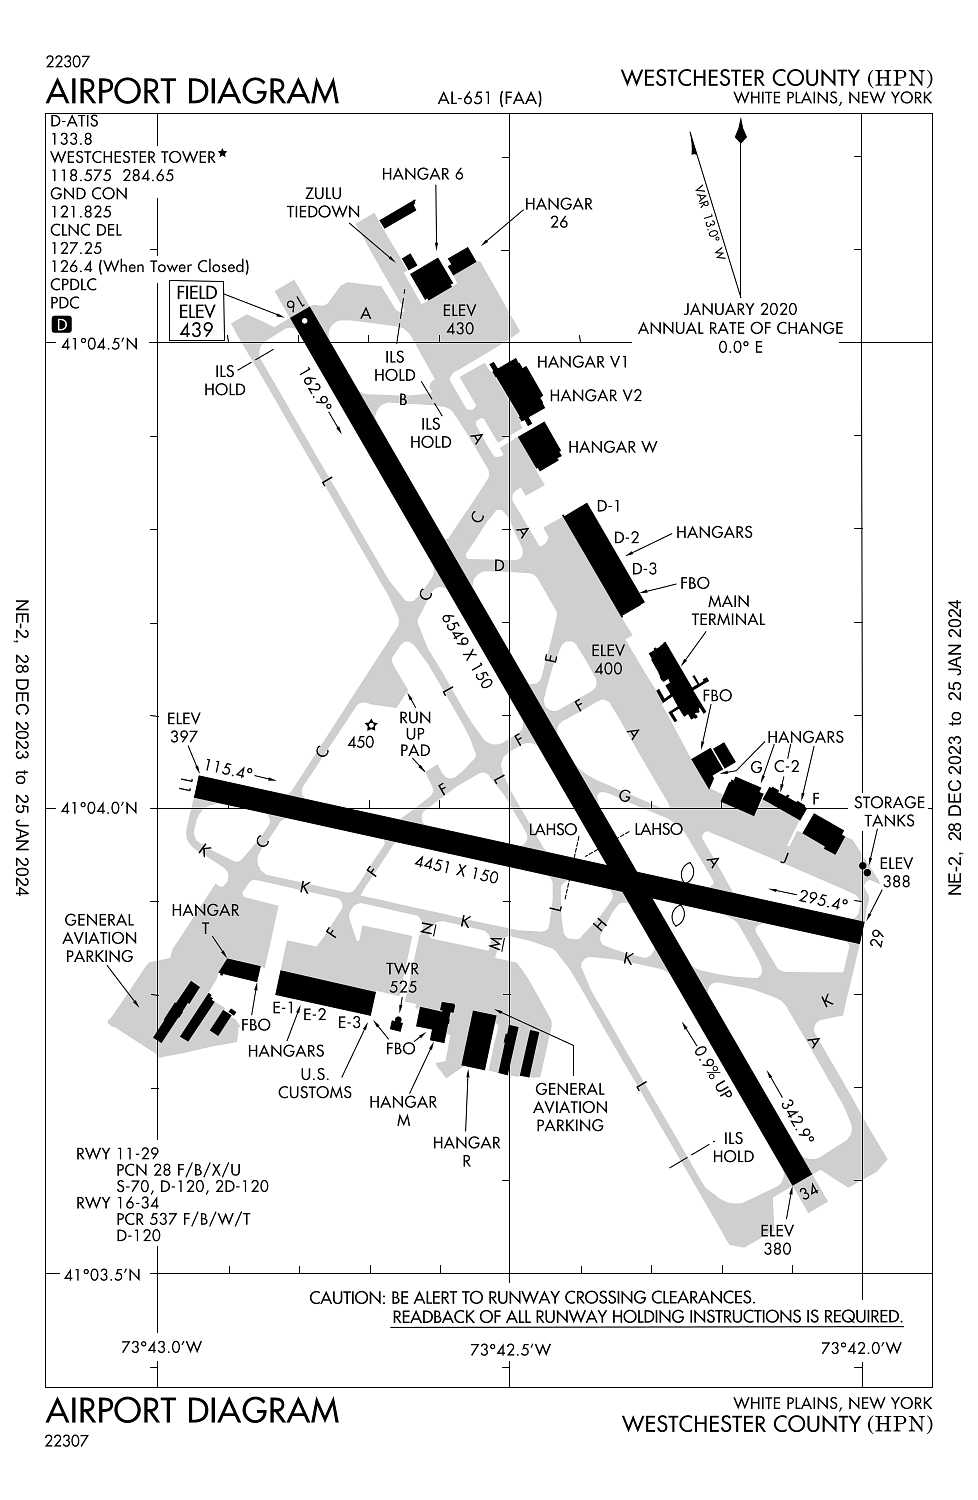 22307
AIRPORT DIAGRAM
AL-651 (FAA)
WESTCHESTER COUNTY (HPN)
WHITE PLAINS, NEW YORK
D-ATIS
133.8
WESTCHESTER TOWER★
118.575 284.65
GND CON
121.825
CLNC DEL
127.25
126.4 (When Tower Closed)
CPDLC
PDC
D
FIELD
ELEV
439
HANGAR 6
ZULU
TIEDOWN
HANGAR
26
VAR 13.0° W
JANUARY 2020
ANNUAL RATE OF CHANGE
0.0° E
16
A
ELEV
430
41°04.5'N
ILS
HOLD
ILS
HOLD
162.9°
B
ILS
HOLD
HANGAR V1
HANGAR V2
A
HANGAR W
L
C
A
D-1
D-2
HANGARS
D
D-3
FBO
C
MAIN
TERMINAL
6549 X 150
E
ELEV
400
L
FBO
F
ELEV
397
450
RUN
UP
PAD
A
F
C
HANGARS
11
115.4°
F
L
G
C-2
G
F
41°04.0'N
STORAGE
TANKS
LAHSO
LAHSO
K
C
F
4451 X 150
A
J
ELEV
388
K
295.4°
HANGAR
T
GENERAL
AVIATION
PARKING
F
N
K
M
L
H
K
29
TWR
525
E-1
E-2
E-3
FBO
HANGARS
FBO
U.S.
CUSTOMS
HANGAR
M
HANGAR
R
GENERAL
AVIATION
PARKING
K
A
0.9% UP
L
342.9°
ILS
HOLD
34
ELEV
380
RWY 11-29
PCN 28 F/B/X/U
S-70, D-120, 2D-120
RWY 16-34
PCR 537 F/B/W/T
D-120
41°03.5'N
CAUTION: BE ALERT TO RUNWAY CROSSING CLEARANCES.
READBACK OF ALL RUNWAY HOLDING INSTRUCTIONS IS REQUIRED.
73°43.0'W
73°42.5'W
73°42.0'W
NE-2, 28 DEC 2023 to 25 JAN 2024
NE-2, 28 DEC 2023 to 25 JAN 2024
AIRPORT DIAGRAM
22307
WHITE PLAINS, NEW YORK
WESTCHESTER COUNTY (HPN)